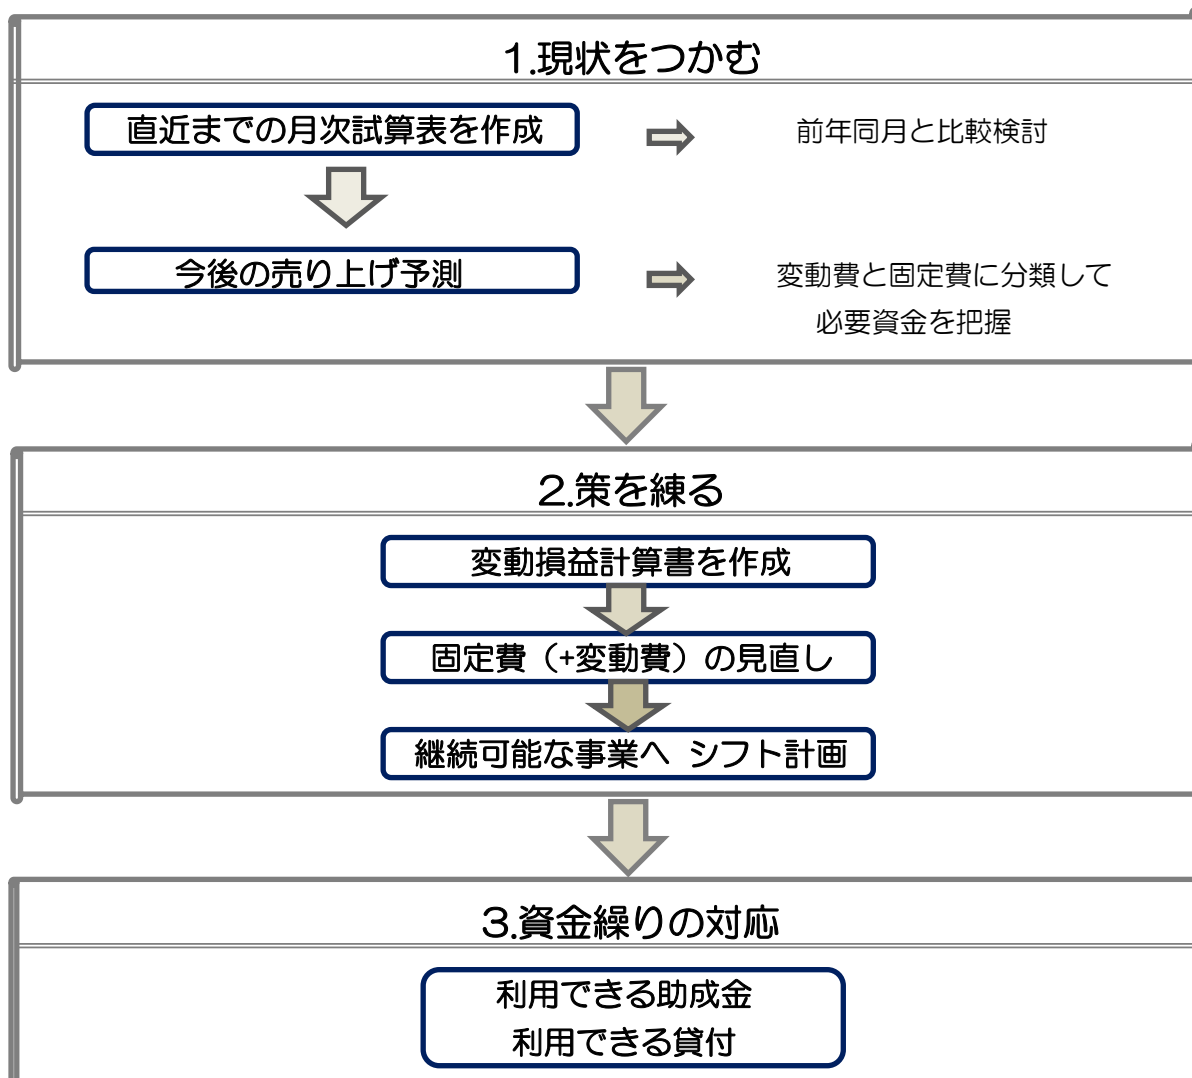 1.現状をつかむ
直近までの月次試算表を作成
前年同月と比較検討
今後の売り上げ予測
変動費と固定費に分類して
必要資金を把握
2.策を練る
変動損益計算書を作成
固定費（+変動費）の見直し
継続可能な事業へ シフト計画
3.資金繰りの対応
利用できる助成金
利用できる貸付